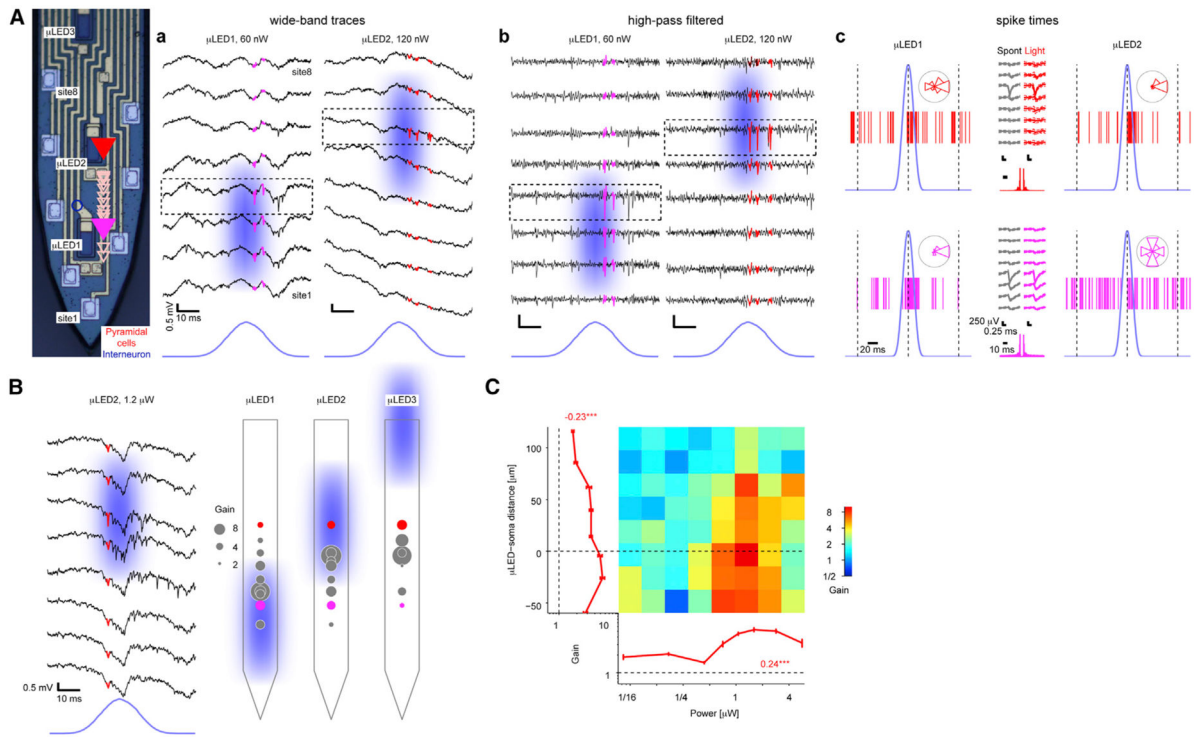 A
wide-band traces
high-pass filtered
spike times
μLED3
site8
μLED2
μLED1
site1
Pyramidal
cells
Interneuron
a
μLED1, 60 nW
μLED2, 120 nW
site8
site1
0.5 mV
10 ms
b
μLED1, 60 nW
μLED2, 120 nW
c
μLED1
Spont
Light
μLED2
250 μV
0.25 ms
20 ms
10 ms
B
μLED2, 1.2 μW
μLED1
μLED2
μLED3
Gain
8
4
2
0.5 mV
10 ms
C
-0.23***
100
50
0
−50
μLED−soma distance [μm]
1
10
Gain
8
4
2
1
1/2
Gain
0.24***
1
1/16
1/4
1
4
Power [μW]